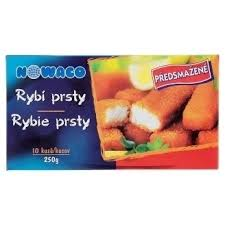 NOWACO
PREDSMAŽENÉ
Rybí prsty
Rybie prsty
10 kusů/kusov
250g